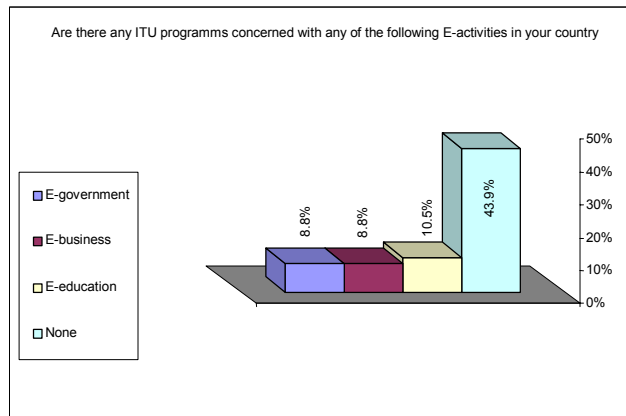 Are there any ITU programms concerned with any of the following E-activities in your country
E-government
E-business
E-education
None
8.8%
8.8%
10.5%
43.9%
50%
40%
30%
20%
10%
0%